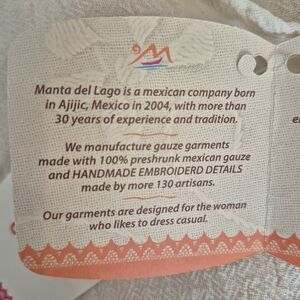 Manta del Lago is a mexican company born
in Ajijic, Mexico in 2004, with more than
30 years of experience and tradition.
We manufacture gauze garments
made with 100% preshrunk mexican gauze
and HANDMADE EMBROIDERD DETAILS
made by more 130 artisans.
Our garments are designed for the woman
who likes to dress casual.